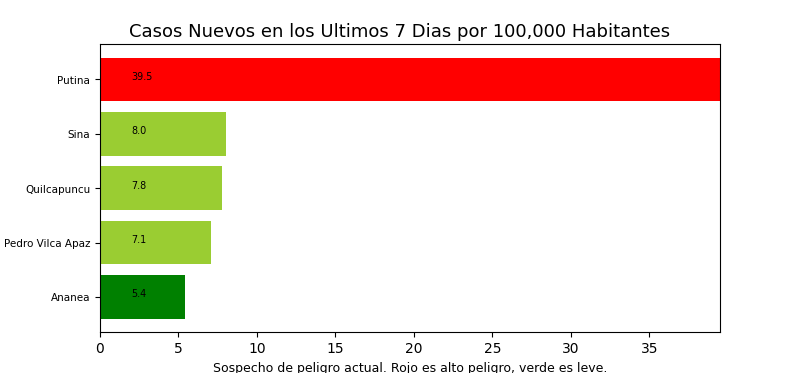 Casos Nuevos en los Ultimos 7 Dias por 100,000 Habitantes
Putina 39.5
Sina 8.0
Quilcapuncu 7.8
Pedro Vilca Apaz 7.1
Ananea 5.4
0 5 10 15 20 25 30 35
Sospecho de peligro actual. Rojo es alto peligro, verde es leve.